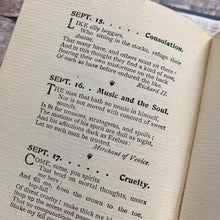 SEPT. 15. . . . . . Consolation.
LIKE silly beggars,
Who sitting in the stocks, refuge their
That many have, and others must sit there:
And in this thought they find a kind of
Bearing their own misfortune on the back
Of such as have before endured the
Richard II.
SEPT. 16. . . Music and the Soul.
THE man that hath no music in himself,
Nor is not moved with concord of sweet
sounds,
Is fit for treasons, stratagems, and spoils;
The motions of his spirit are dull as night,
And his affections dark as Erebus:
Let no such man be trusted.
Merchant of Venice.
SEPT. 17. . . . . . . Cruelty.
COME, come, you spirits
That tend on mortal thoughts, unsex
me
And fill me, from the crown to the toe,
top-full
Of direst cruelty! make thick my
Stop up